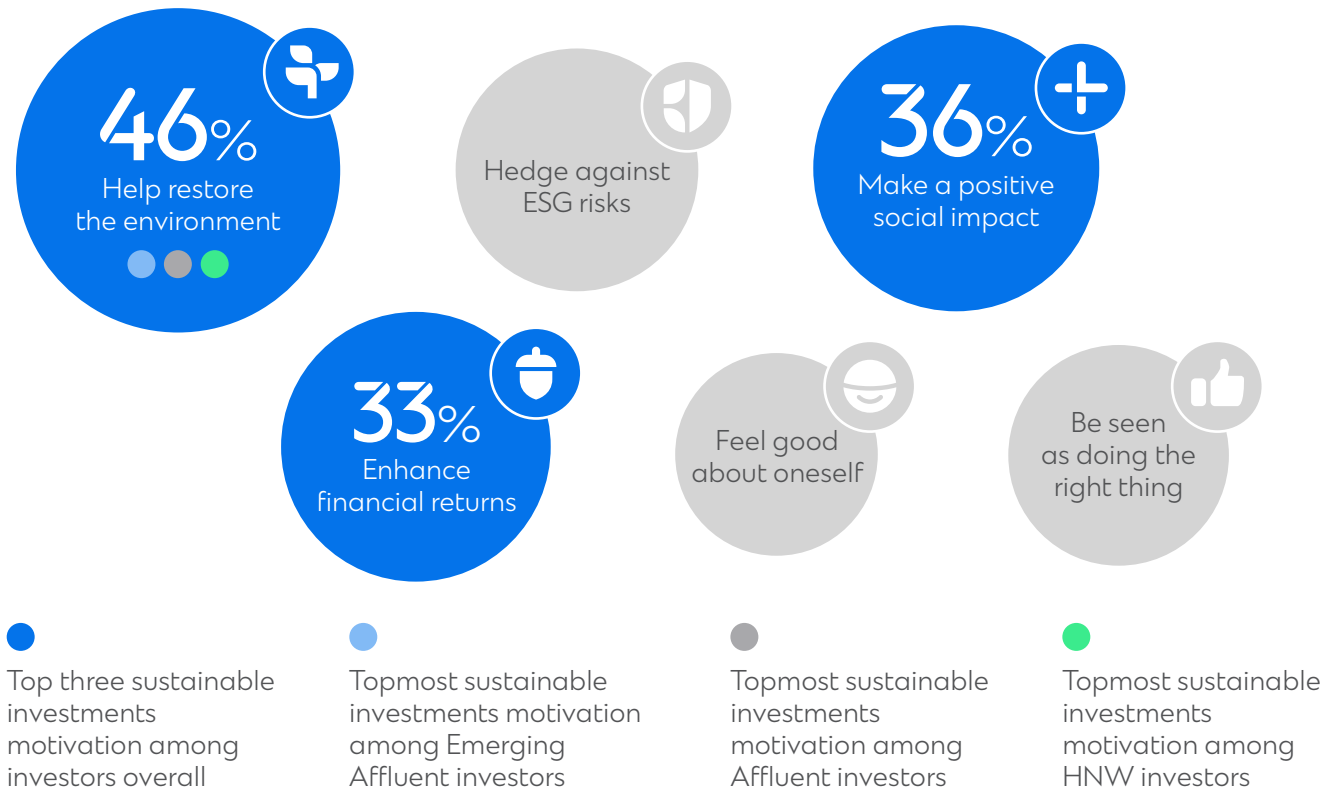 46%
Help restore
the environment
Hedge against
ESG risks
36%
Make a positive
social impact
33%
Enhance
financial returns
Feel good
about oneself
Be seen
as doing the
right thing
Top three sustainable
investments
motivation among
investors overall
Topmost sustainable
investments motivation
among Emerging
Affluent investors
Topmost sustainable
investments
motivation among
Affluent investors
Topmost sustainable
investments
motivation among
HNW investors